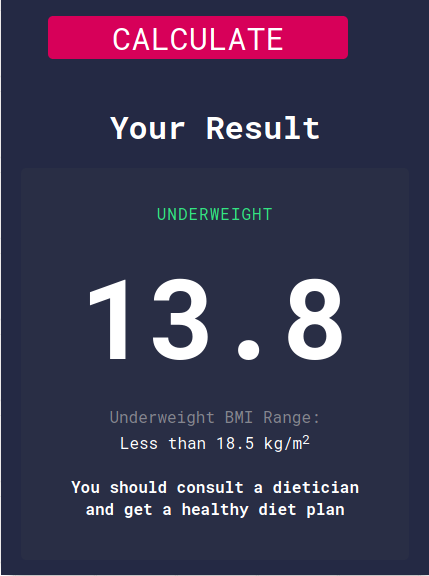 CALCULATE
Your Result
UNDERWEIGHT
13.8
Underweight BMI Range:
Less than 18.5 kg/m²
You should consult a dietician
and get a healthy diet plan